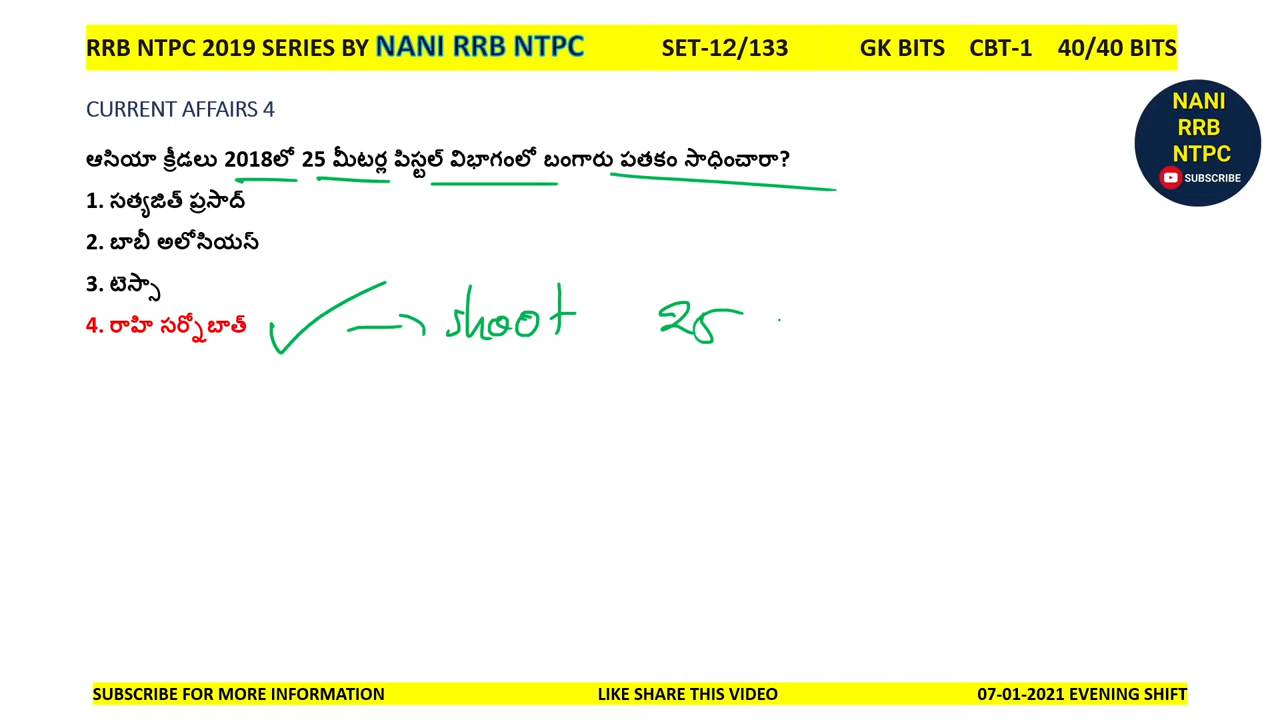 RRB NTPC 2019 SERIES BY NANI RRB NTPC SET-12/133 GK BITS CBT-1 40/40 BITS
CURRENT AFFAIRS 4
NANI
RRB
NTPC
SUBSCRIBE
ఆసియా క్రీడలు 2018లో 25 మీటర్ల పిస్టల్ విభాగంలో బంగారు పతకం సాధించారా?
1. సత్యజిత్ ప్రసాద్
2. బాబీ అలోసియస్
3. టెస్సా
4. రాహి సర్నోబాత్ shoot 25
SUBSCRIBE FOR MORE INFORMATION LIKE SHARE THIS VIDEO 07-01-2021 EVENING SHIFT